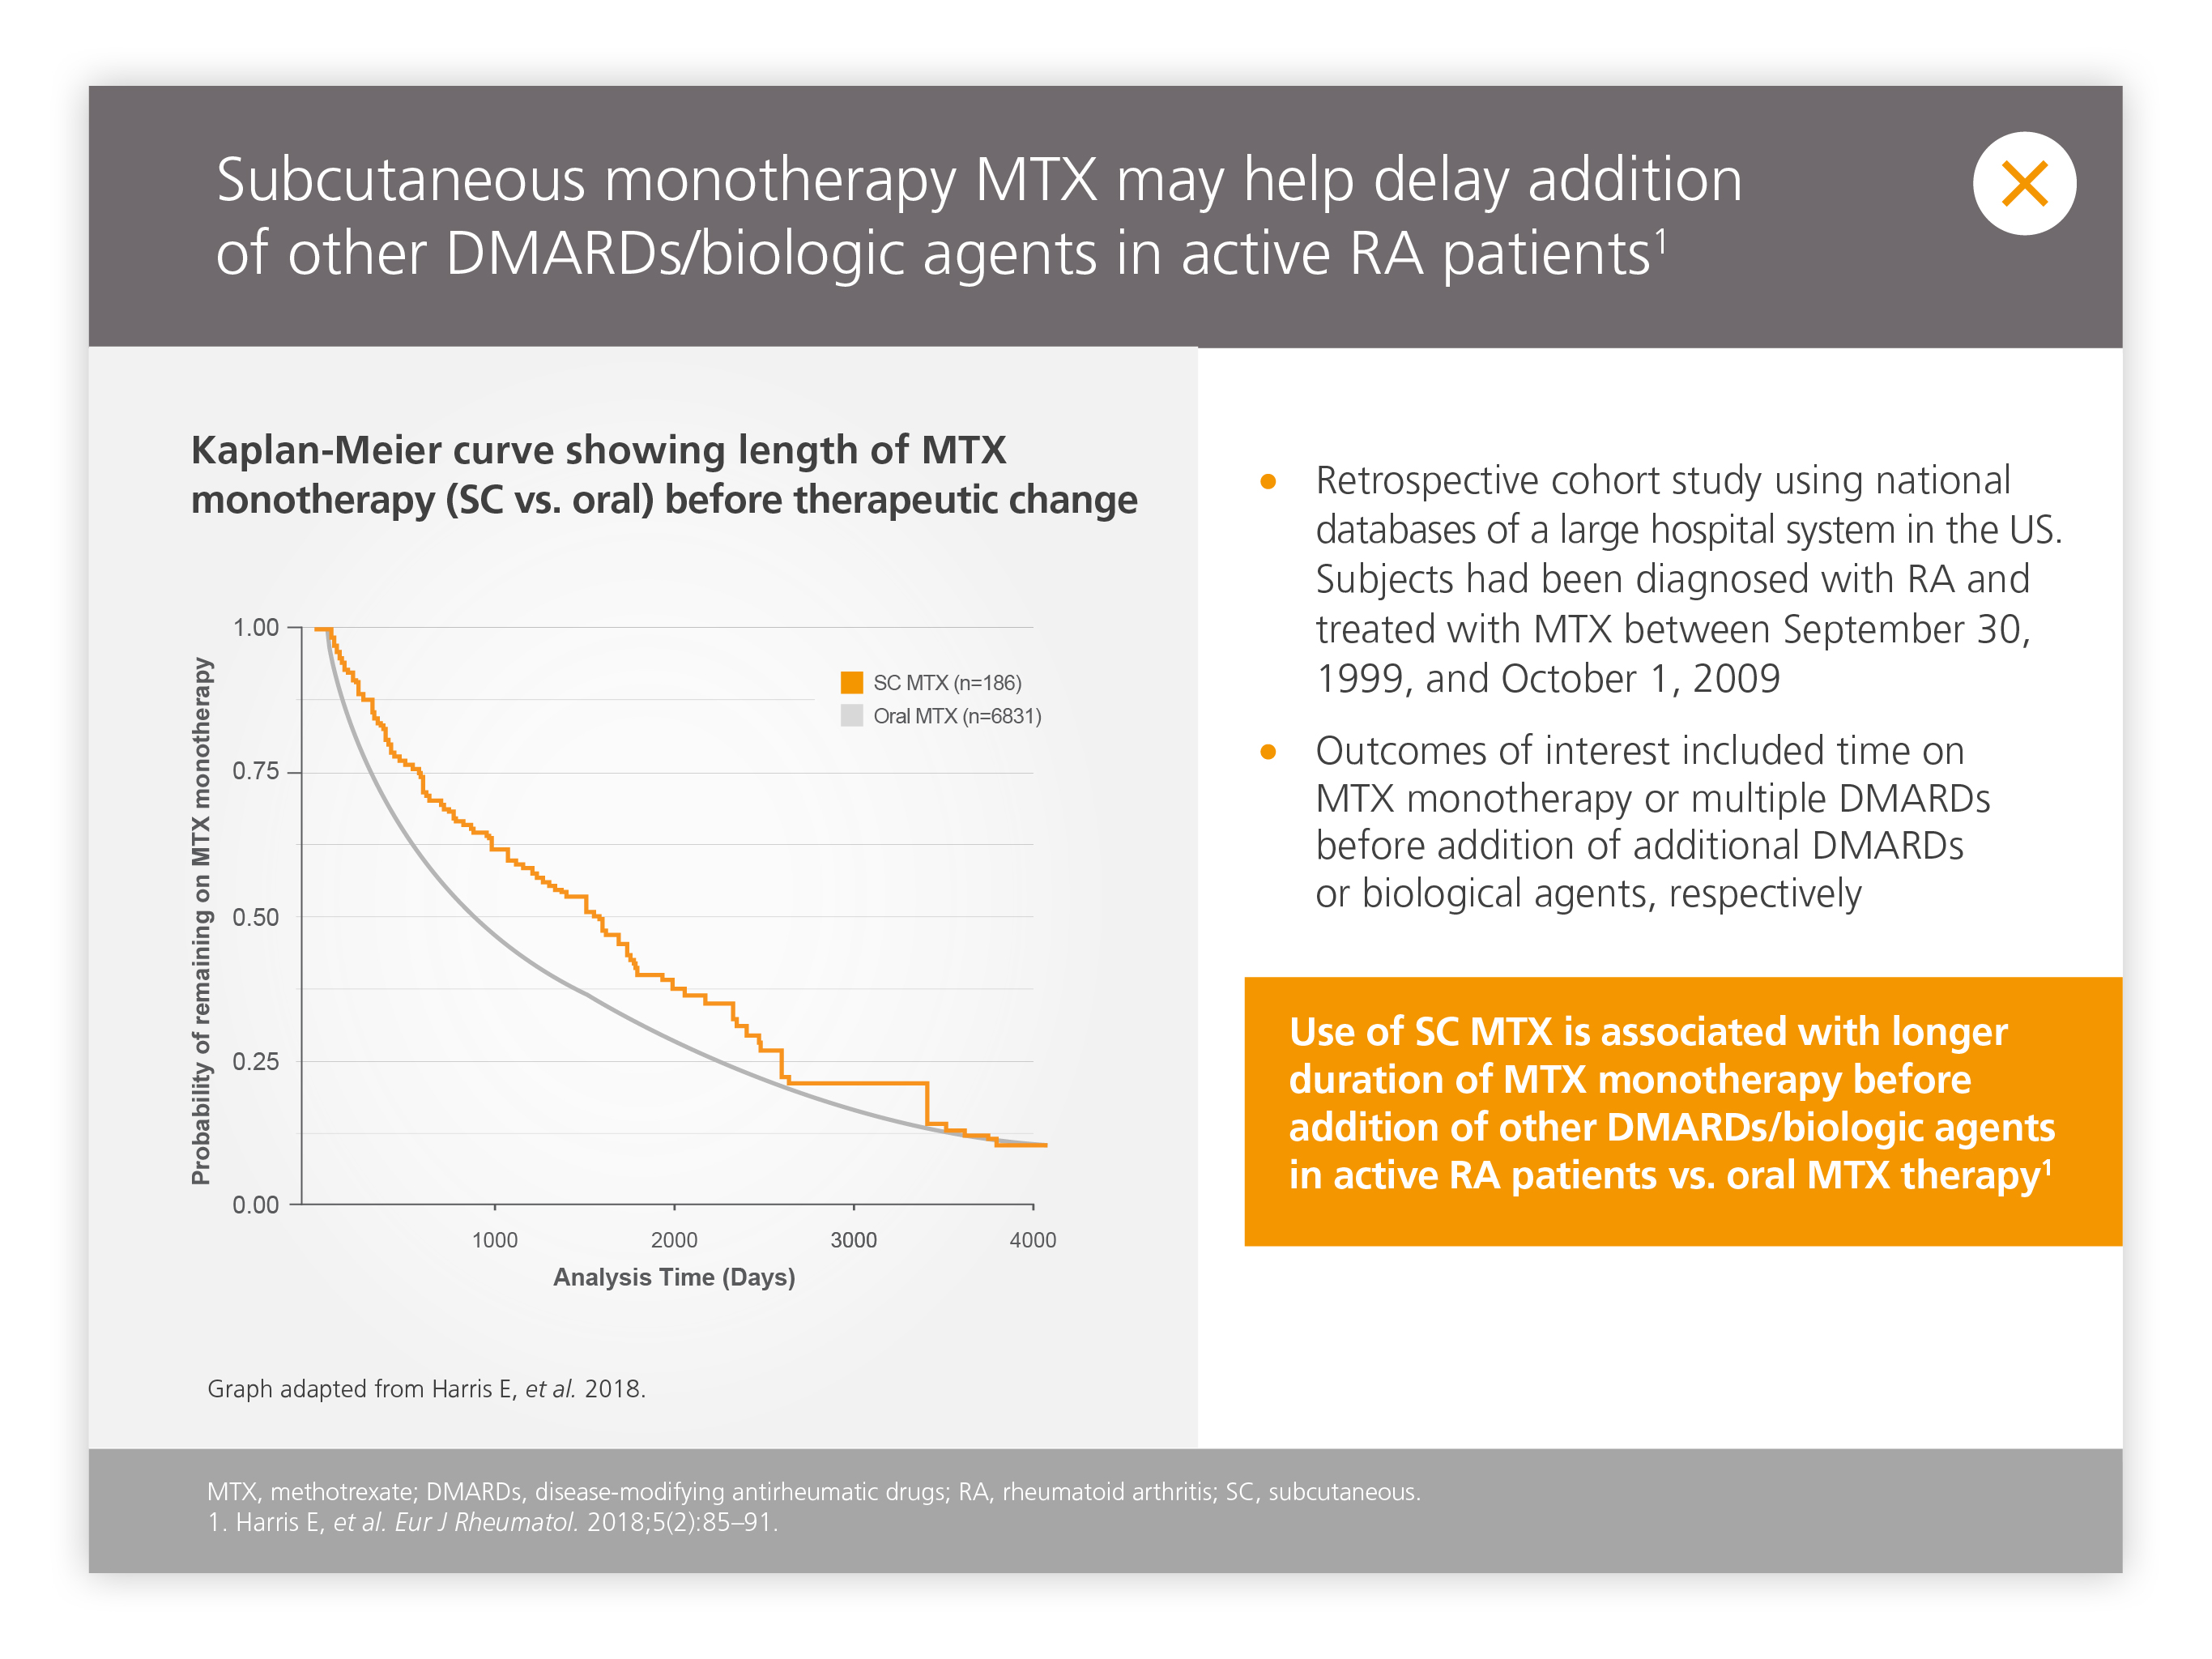 Subcutaneous monotherapy MTX may help delay addition
of other DMARDs/biologic agents in active RA patients¹
Kaplan-Meier curve showing length of MTX
monotherapy (SC vs. oral) before therapeutic change
Probability of remaining on MTX monotherapy
1.00
0.75
0.50
0.25
0.00
SC MTX (n=186)
Oral MTX (n=6831)
1000
2000
3000
4000
Analysis Time (Days)
Graph adapted from Harris E, et al. 2018.
• Retrospective cohort study using national
databases of a large hospital system in the US.
Subjects had been diagnosed with RA and
treated with MTX between September 30,
1999, and October 1, 2009
• Outcomes of interest included time on
MTX monotherapy or multiple DMARDs
before addition of additional DMARDs
or biological agents, respectively
Use of SC MTX is associated with longer
duration of MTX monotherapy before
addition of other DMARDs/biologic agents
in active RA patients vs. oral MTX therapy¹
MTX, methotrexate; DMARDs, disease-modifying antirheumatic drugs; RA, rheumatoid arthritis; SC, subcutaneous.
1. Harris E, et al. Eur J Rheumatol. 2018;5(2):85–91.